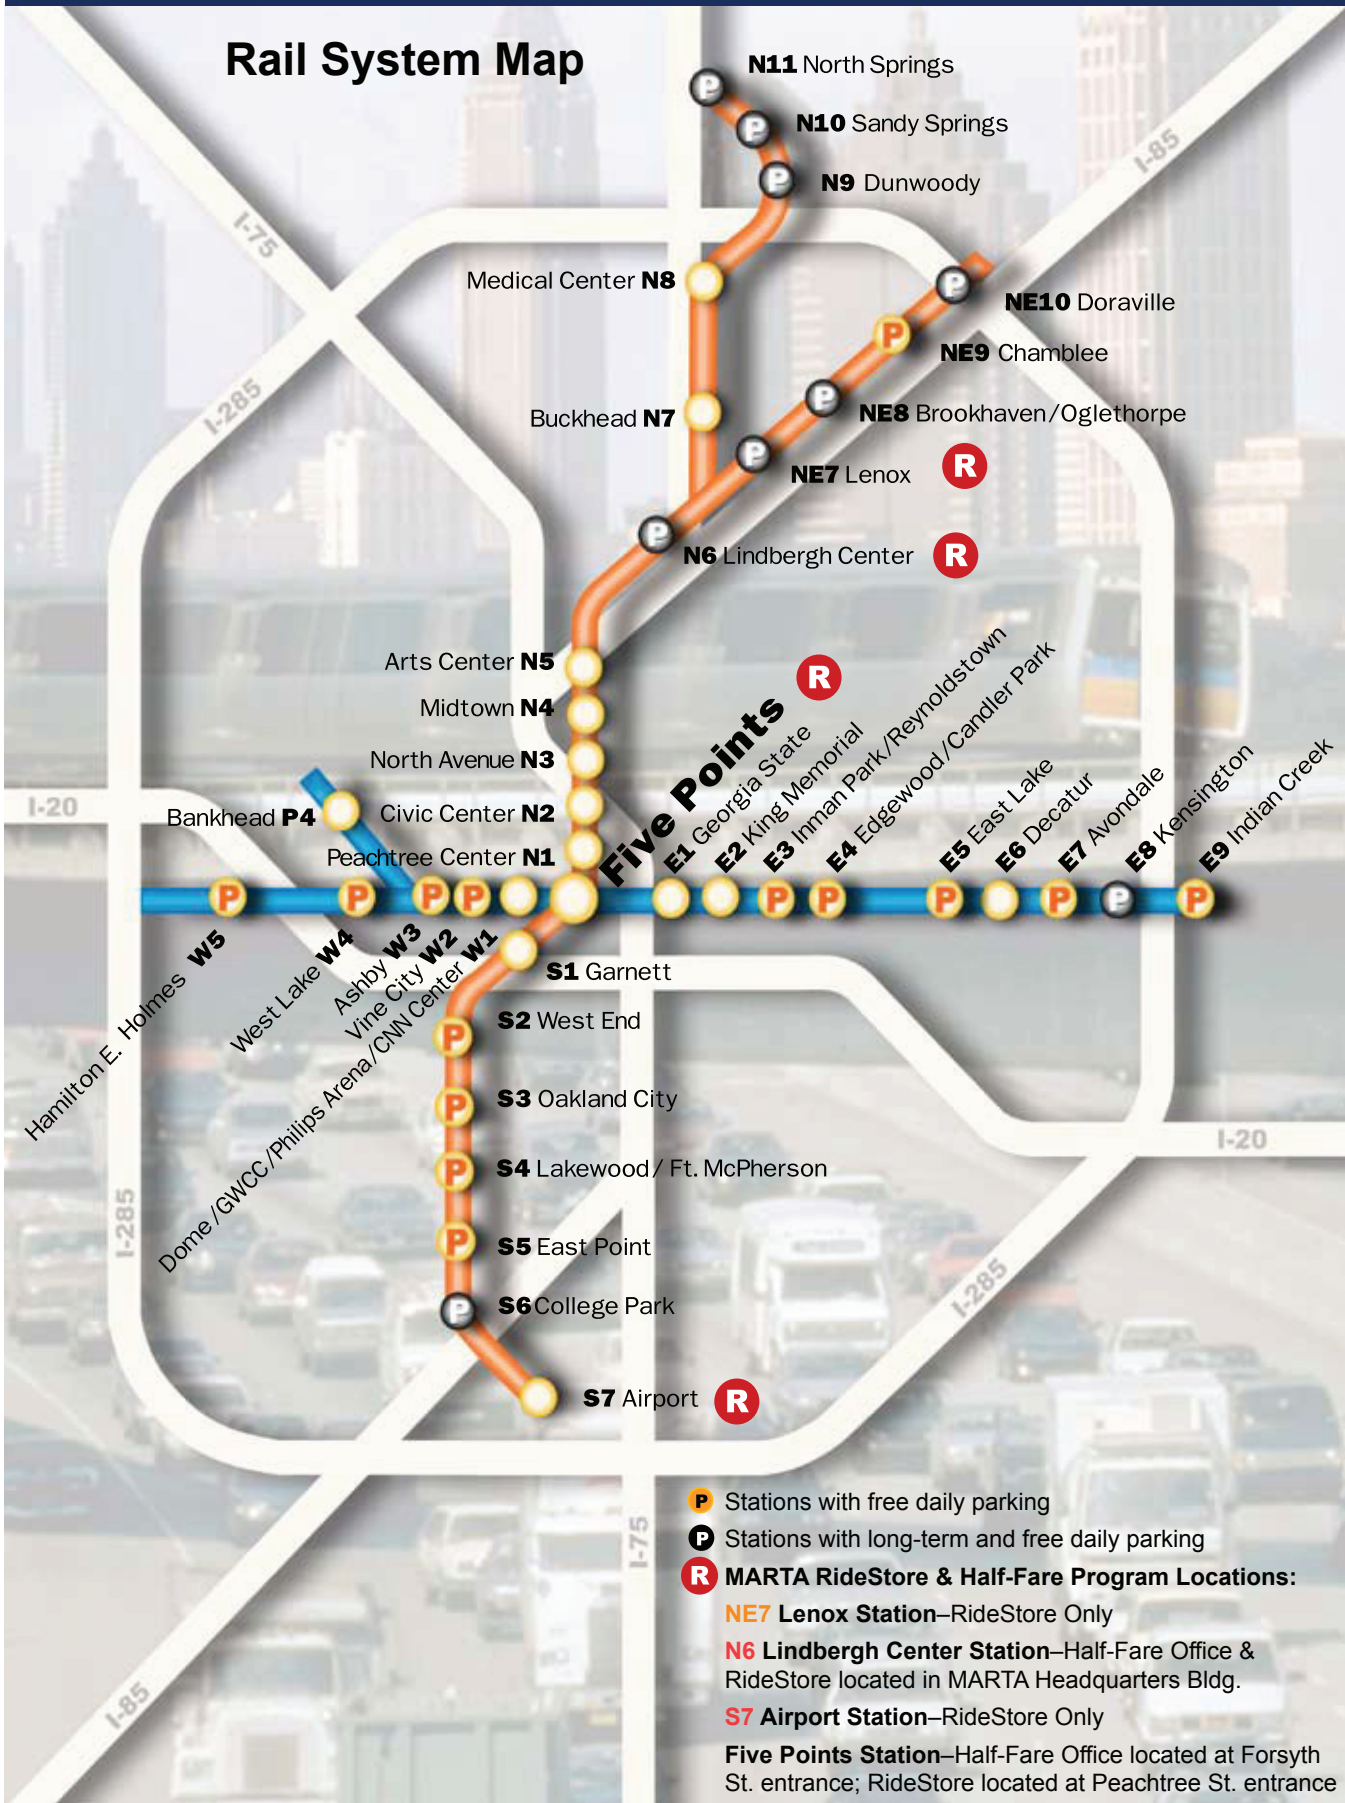 Rail System Map
N11 North Springs
N10 Sandy Springs
I-85
N9 Dunwoody
I-75
Medical Center N8
NE10 Doraville
NE9 Chamblee
I-285
Buckhead N7
NE8 Brookhaven/Oglethorpe
NE7 Lenox R
N6 Lindbergh Center R
Arts Center N5
R
Midtown N4
North Avenue N3
I-20
Bankhead P4
Civic Center N2
Peachtree Center N1
Five Points
E1 Georgia State
E2 King Memorial
E3 Inman Park/Reynoldstown
E4 Edgewood/Candler Park
E5 East Lake
E6 Decatur
E7 Avondale
E8 Kensington
E9 Indian Creek
Hamilton E. Holmes W5
West Lake W4
Ashby W3
Vine City W2
Dome/GWCC/Philips Arena/CNN Center W1
S1 Garnett
S2 West End
S3 Oakland City
I-20
S4 Lakewood/ Ft. McPherson
I-285
S5 East Point
I-285
S6 College Park
S7 Airport R
I-75
I-85
P Stations with free daily parking
P Stations with long-term and free daily parking
R MARTA RideStore & Half-Fare Program Locations:
NE7 Lenox Station–RideStore Only
N6 Lindbergh Center Station–Half-Fare Office &
RideStore located in MARTA Headquarters Bldg.
S7 Airport Station–RideStore Only
Five Points Station–Half-Fare Office located at Forsyth
St. entrance; RideStore located at Peachtree St. entrance